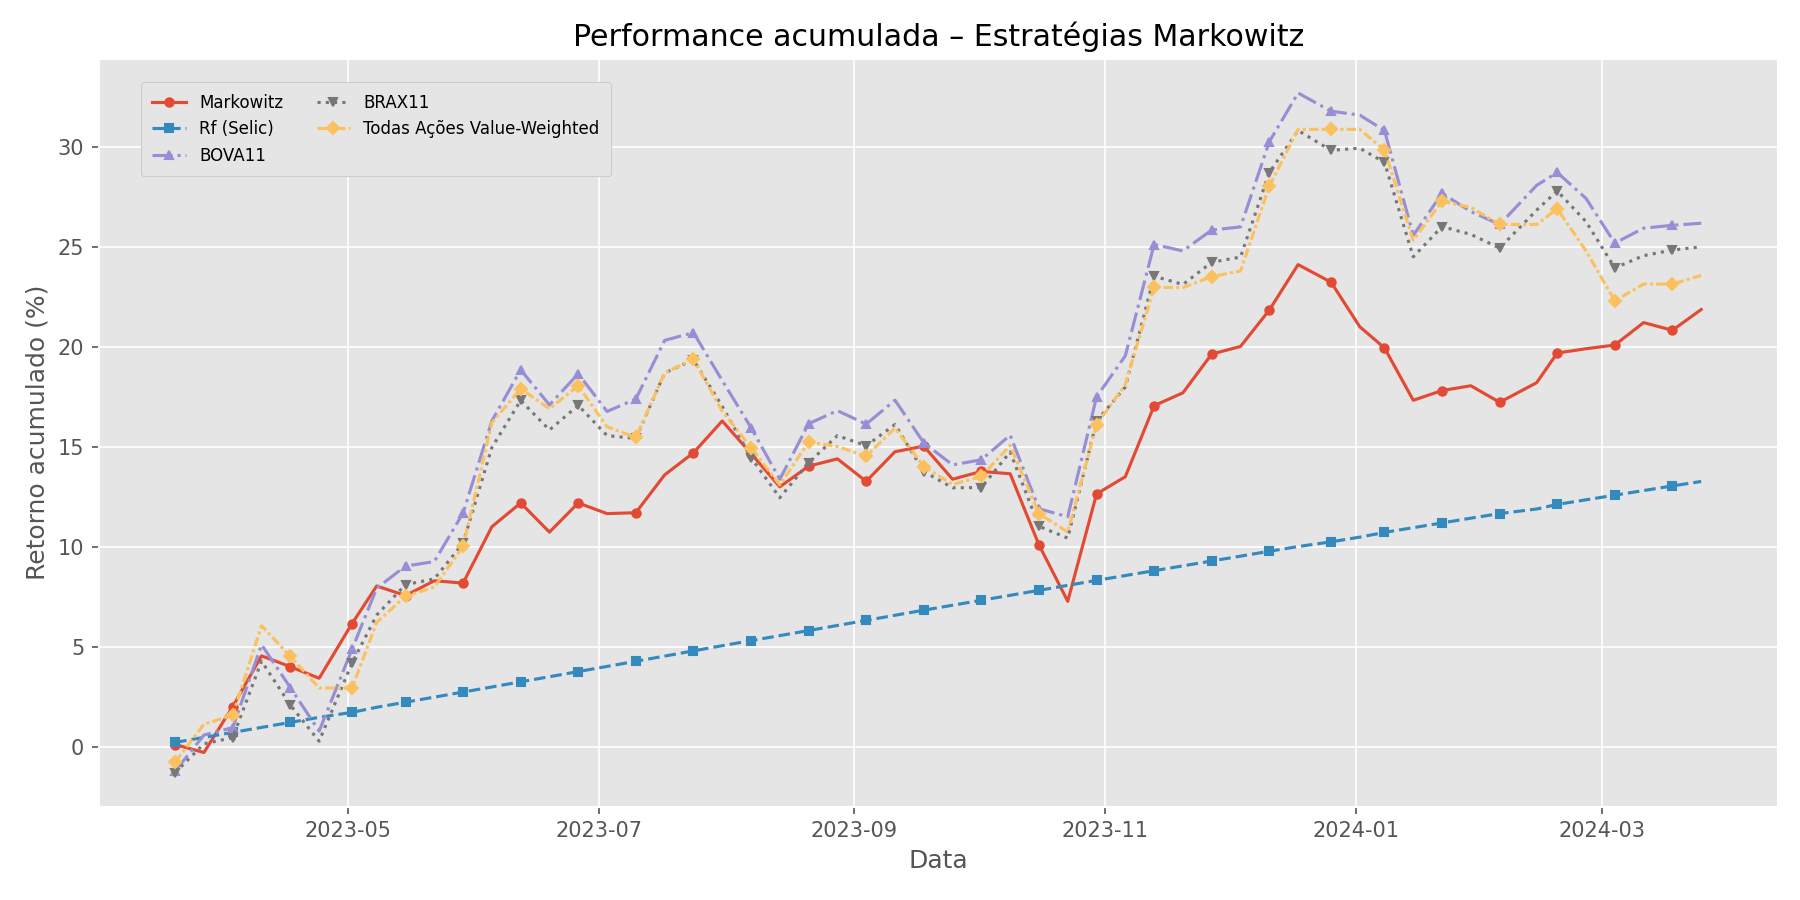 Performance acumulada – Estratégias Markowitz
Markowitz
Rf (Selic)
BOVA11
BRAX11
Todas Ações Value-Weighted
Retorno acumulado (%)
30
25
20
15
10
5
0
2023-05
2023-07
2023-09
2023-11
2024-01
2024-03
Data